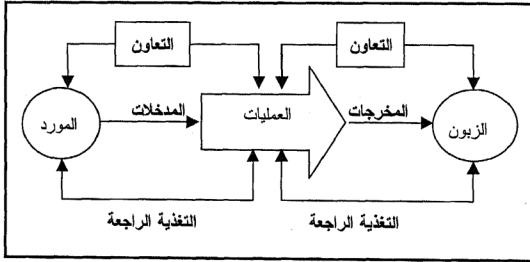 التعاون
التعاون
المورد
المدخلات
العمليات
المخرجات
الزبون
التغذية الراجعة
التغذية الراجعة